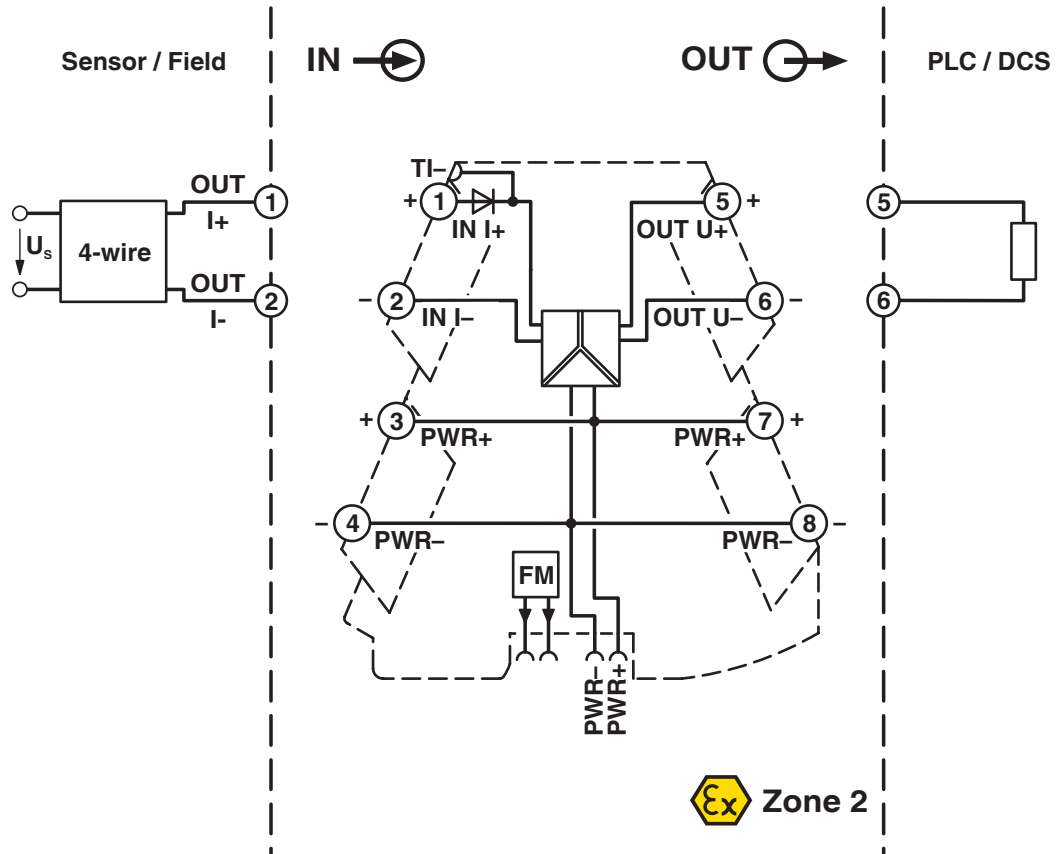 Sensor / Field
IN
OUT
PLC / DCS
TI–
OUT
1
I+
+
1
IN I+
5
+
OUT U+
5
Us
4-wire
OUT
2
I-
–
2
IN I–
6
–
OUT U–
6
+
3
PWR+
7
+
PWR+
–
4
PWR–
8
–
PWR–
FM
PWR–
PWR+
Ex
Zone 2